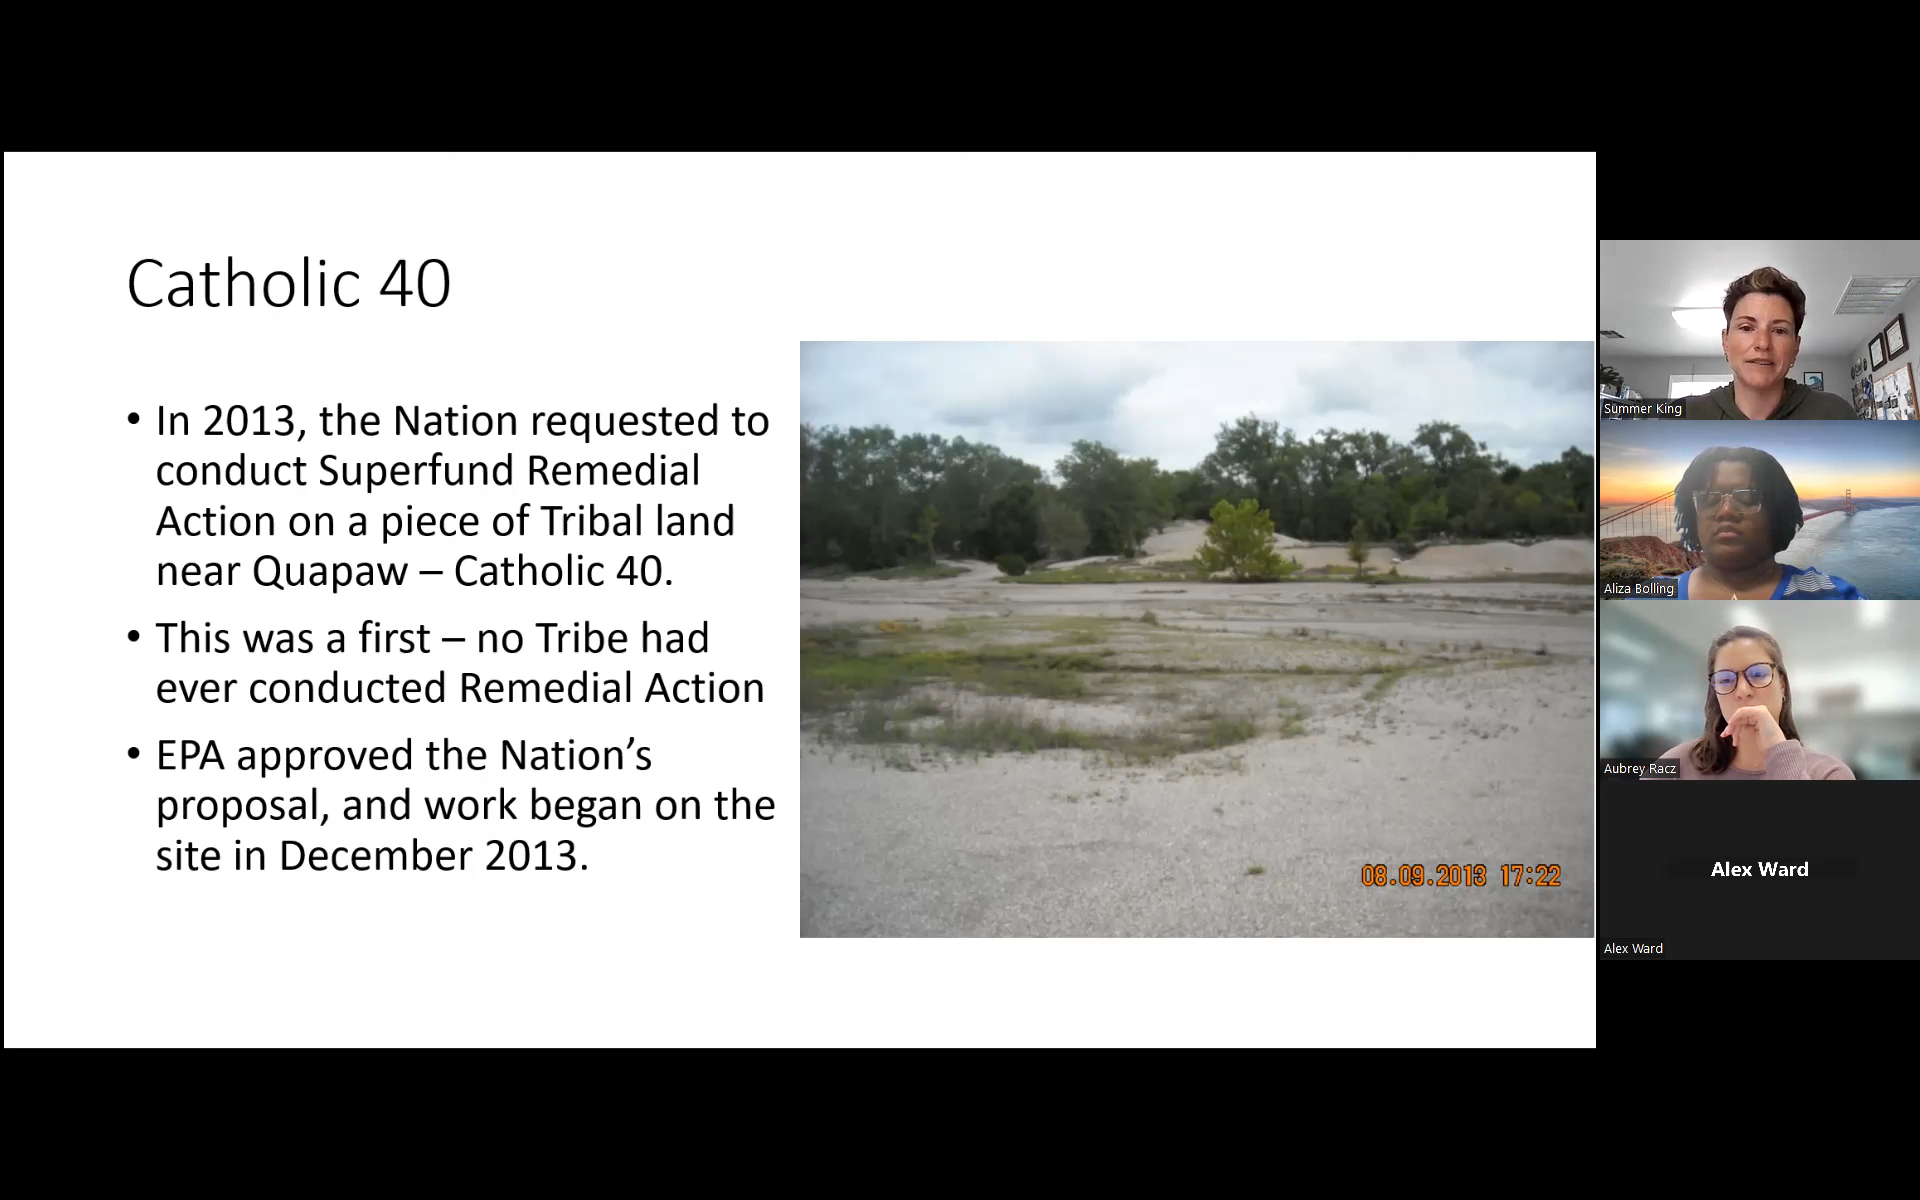 Catholic 40
• In 2013, the Nation requested to
conduct Superfund Remedial
Action on a piece of Tribal land
near Quapaw – Catholic 40.
• This was a first – no Tribe had
ever conducted Remedial Action
• EPA approved the Nation’s
proposal, and work began on the
site in December 2013.
08.09.2013 17:22
Summer King
Aliza Bolling
Aubrey Racz
Alex Ward
Alex Ward